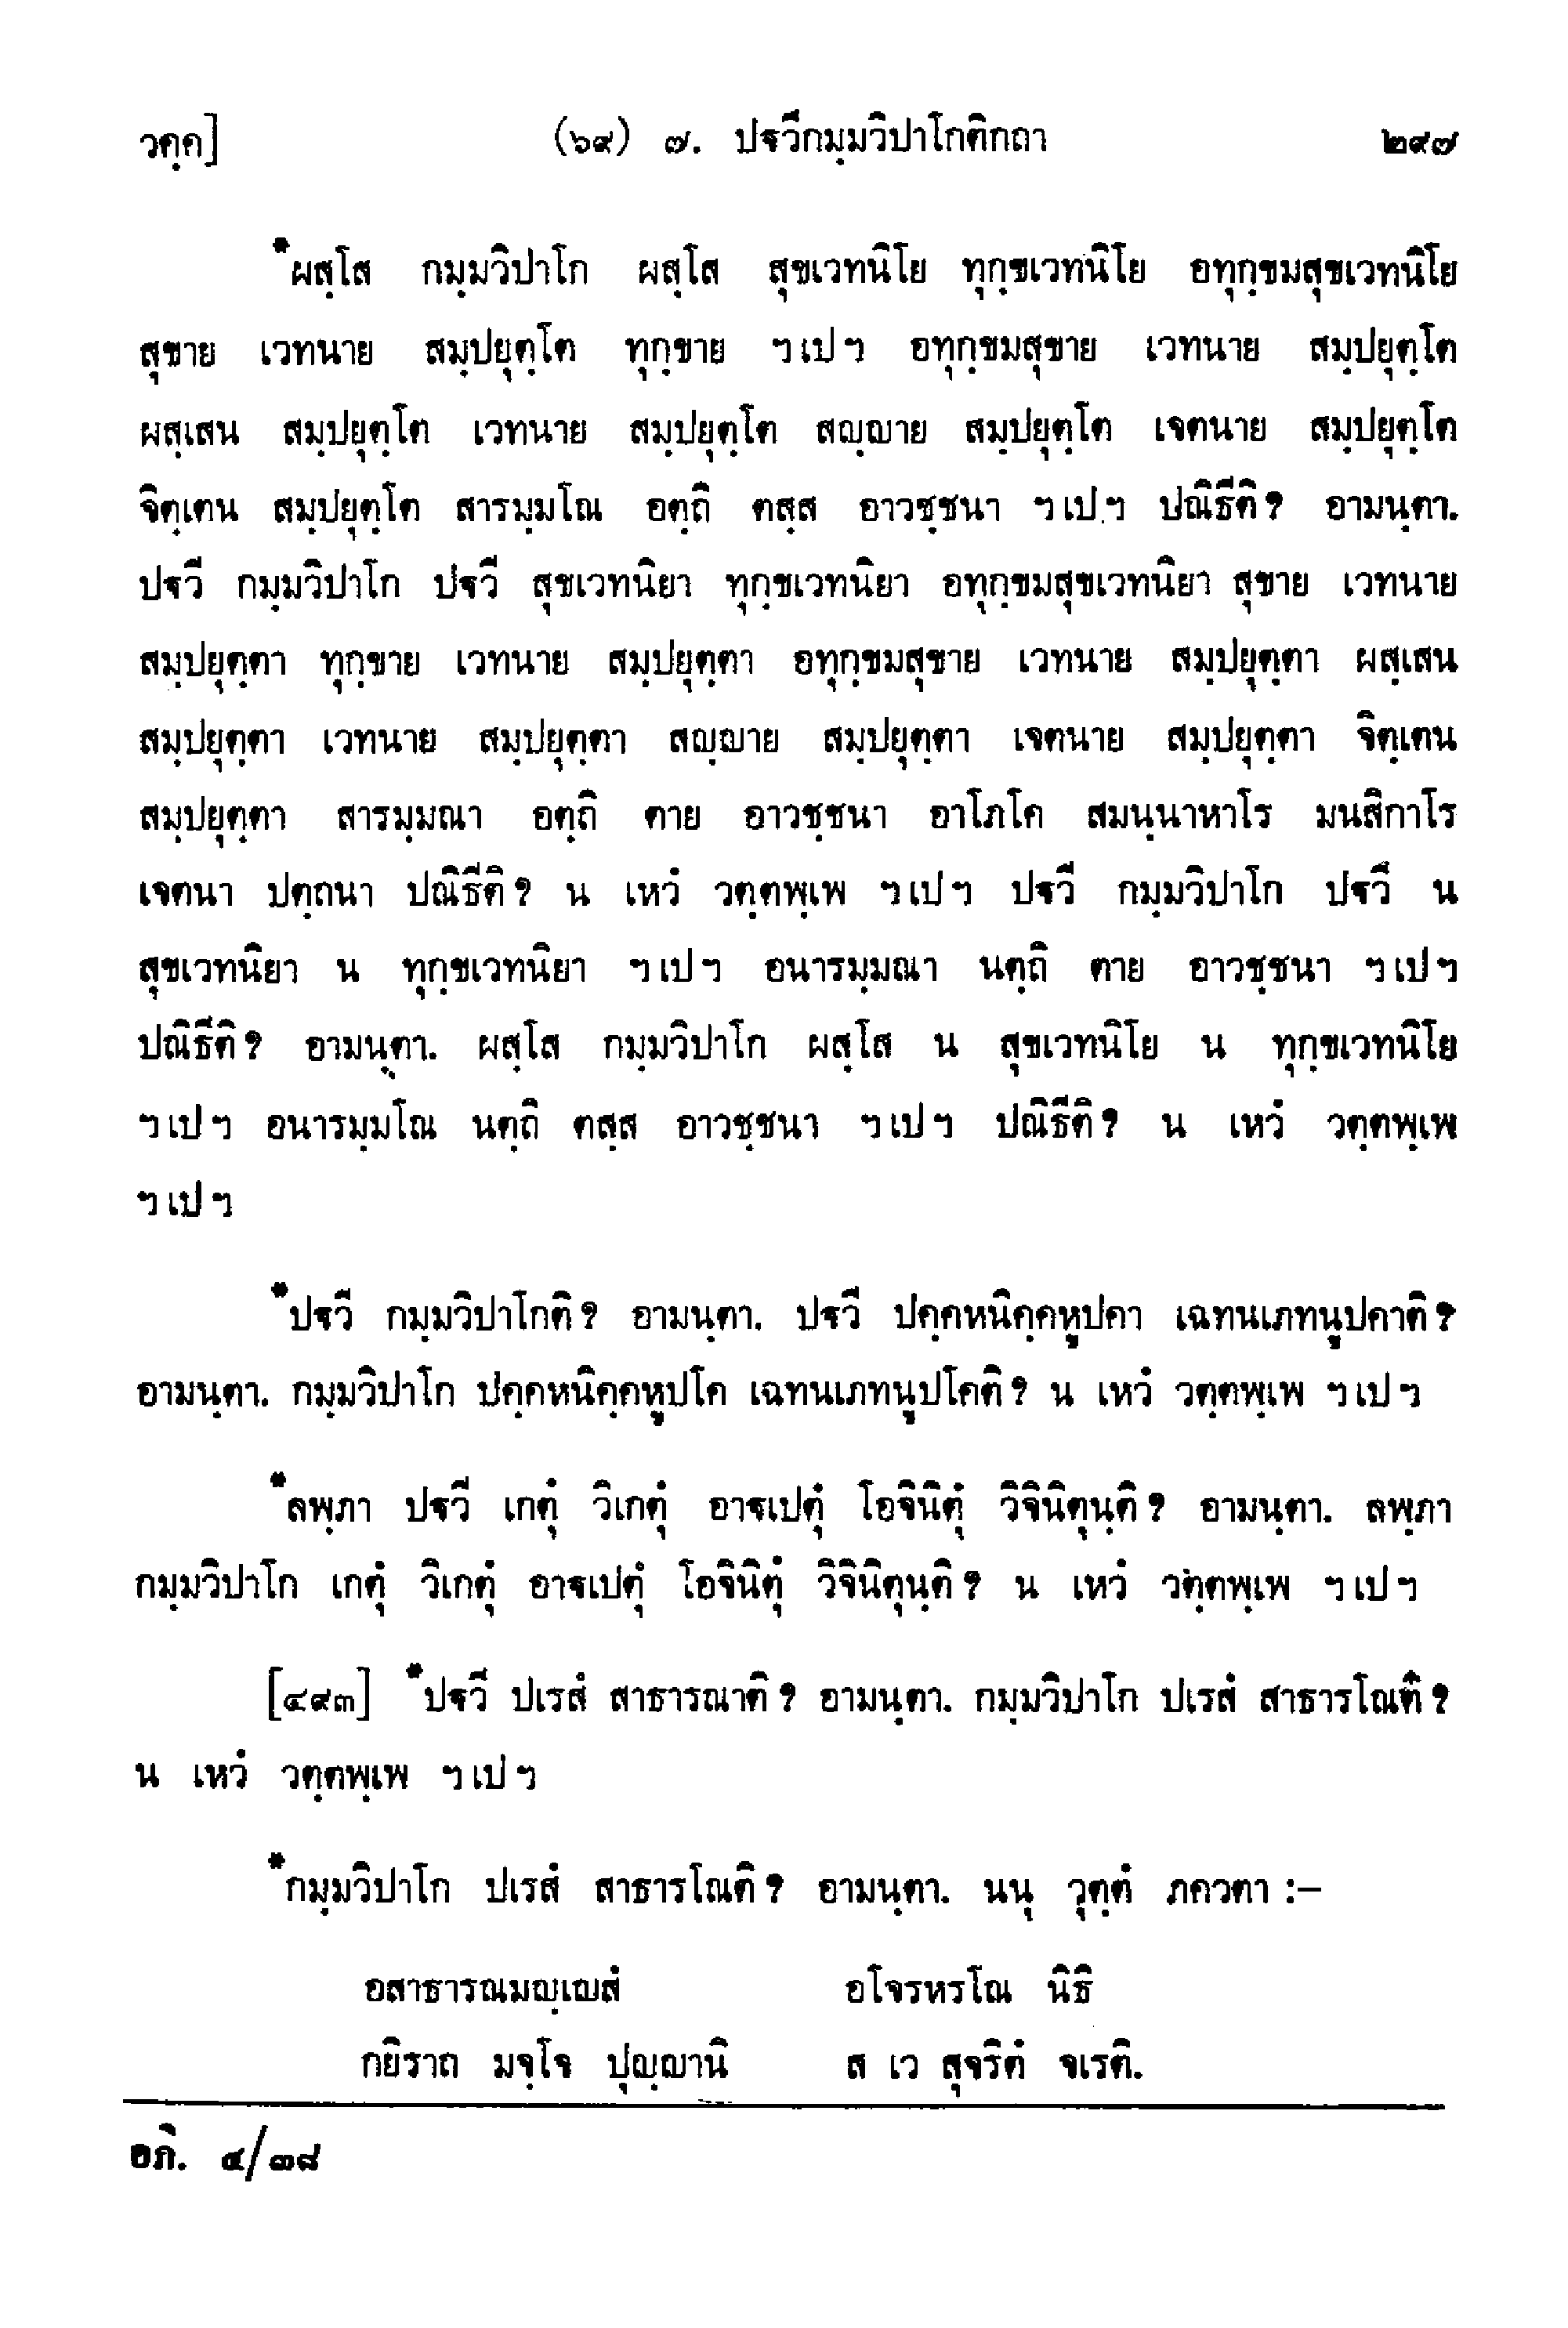 วคฺค] (๖๙) ๗. ปฐวีกมฺมวิปาโกติกถา ๒๙๗
*ผสฺโส กมฺมวิปาโก ผสฺโส สุขเวทนิโย ทุกฺขเวทนิโย อทุกฺขมสุขเวทนิโย
สุขาย เวทนาย สมฺปยุตฺโต ทุกฺขาย ฯ เป ฯ อทุกฺขมสุขาย เวทนาย สมฺปยุตฺโต
ผสฺเสน สมฺปยุตฺโต เวทนาย สมฺปยุตฺโต สญฺญาย สมฺปยุตฺโต เจตนาย สมฺปยุตฺโต
จิตฺเตน สมฺปยุตฺโต สารมฺมโณ อตฺถิ ตสฺส อาวชฺชนา ฯ เป ฯ ปณิธีติ? อามนฺตา.
ปฐวี กมฺมวิปาโก ปฐวี สุขเวทนิยา ทุกฺขเวทนิยา อทุกฺขมสุขเวทนิยา สุขาย เวทนาย
สมฺปยุตฺตา ทุกฺขาย เวทนาย สมฺปยุตฺตา อทุกฺขมสุขาย เวทนาย สมฺปยุตฺตา ผสฺเสน
สมฺปยุตฺตา เวทนาย สมฺปยุตฺตา สญฺญาย สมฺปยุตฺตา เจตนาย สมฺปยุตฺตา จิตฺเตน
สมฺปยุตฺตา สารมฺมณา อตฺถิ ตาย อาวชฺชนา อาโภโค สมนฺนาหาโร มนสิกาโร
เจตนา ปตฺถนา ปณิธีติ? น เหวํ วตฺตพฺเพ ฯ เป ฯ ปฐวี กมฺมวิปาโก ปฐวี น
สุขเวทนิยา น ทุกฺขเวทนิยา ฯ เป ฯ อนารมฺมณา นตฺถิ ตาย อาวชฺชนา ฯ เป ฯ
ปณิธีติ? อามนฺตา. ผสฺโส กมฺมวิปาโก ผสฺโส น สุขเวทนิโย น ทุกฺขเวทนิโย
ฯ เป ฯ อนารมฺมโณ นตฺถิ ตสฺส อาวชฺชนา ฯ เป ฯ ปณิธีติ? น เหวํ วตฺตพฺเพ
ฯ เป ฯ
*ปฐวี กมฺมวิปาโกติ? อามนฺตา. ปฐวี ปคฺคหนิคฺคหูปคา เฉทนเภทนูปคาติ?
อามนฺตา. กมฺมวิปาโก ปคฺคหนิคฺคหูปโค เฉทนเภทนูปโคติ? น เหวํ วตฺตพฺเพ ฯ เป ฯ
*ลพฺภา ปฐวี เกตุํ วิเกตุํ อาฐเปตุํ โอจินิตุํ วิจินิตุนฺติ? อามนฺตา. ลพฺภา
กมฺมวิปาโก เกตุํ วิเกตุํ อาฐเปตุํ โอจินิตุํ วิจินิตุนฺติ? น เหวํ วตฺตพฺเพ ฯ เป ฯ
[๔๙๓] *ปฐวี ปเรสํ สาธารณาติ? อามนฺตา. กมฺมวิปาโก ปเรสํ สาธารโณติ?
น เหวํ วตฺตพฺเพ ฯ เป ฯ
*กมฺมวิปาโก ปเรสํ สาธารโณติ? อามนฺตา. นนุ วุตฺตํ ภควตา :–
อสาธารณมญฺเญสํ อโจรหรโณ นิธิ
กยิราถ มจฺโจ ปุญฺญานิ ส เว สุจริตํ จเรติ.
อภิ. ๔/๓๘